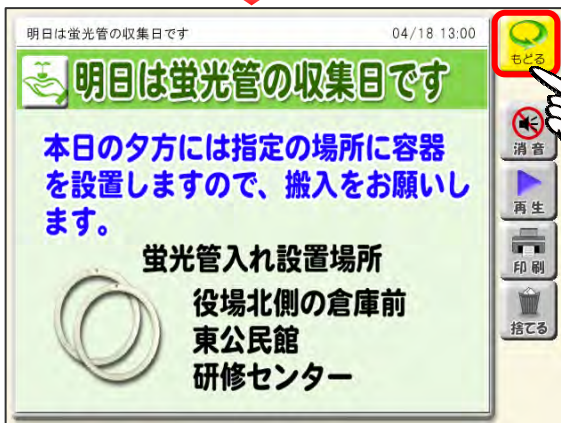 明日は蛍光管の収集日です 04/18 13:00
もどる
明日は蛍光管の収集日です
本日の夕方には指定の場所に容器
を設置しますので、搬入をお願いし
ます。
蛍光管入れ設置場所
役場北側の倉庫前
東公民館
研修センター
消音
再生
印刷
捨てる